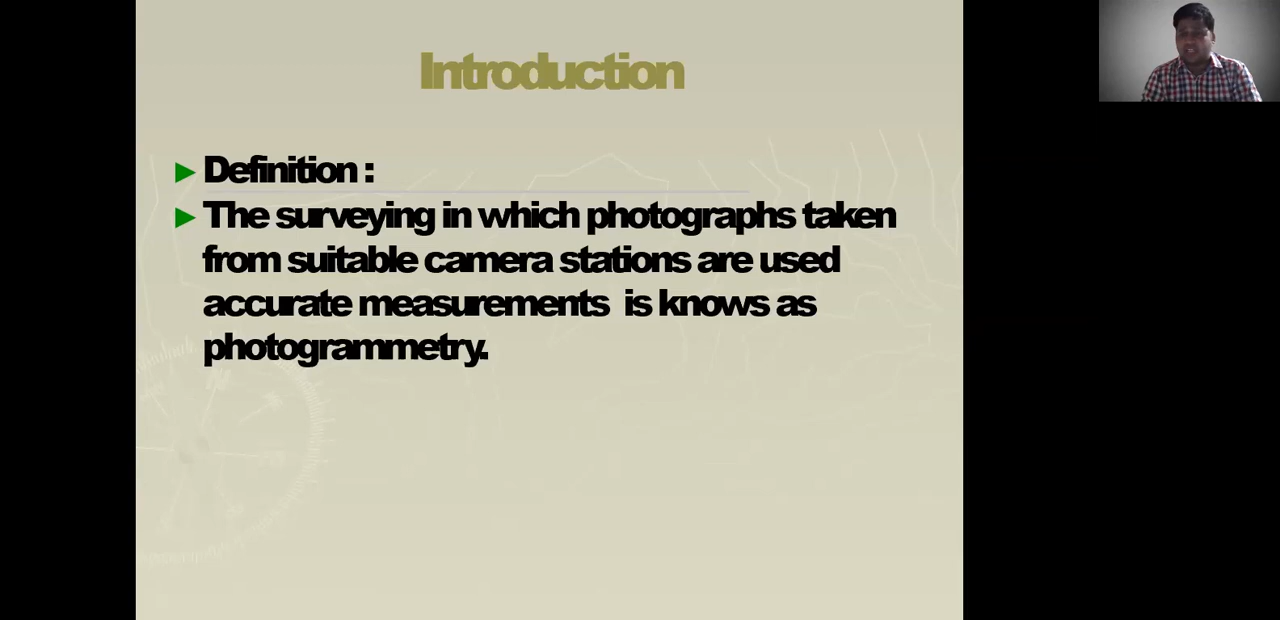 Introduction
Definition :
The surveying in which photographs taken
from suitable camera stations are used
accurate measurements is knows as
photogrammetry.